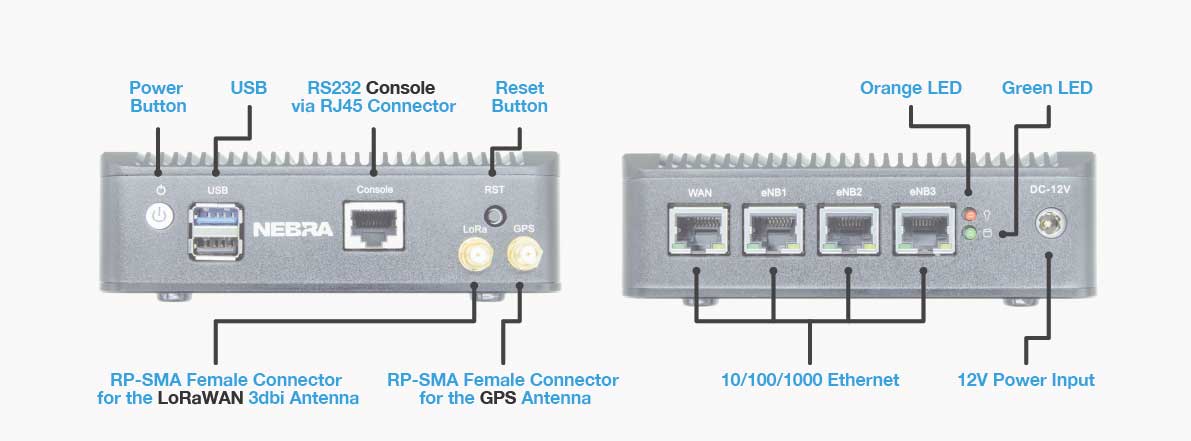 Power
Button
USB
RS232 Console
via RJ45 Connector
Reset
Button
Orange LED
Green LED
USB
Console
RST
NEBRA
LoRa
GPS
WAN
eNB1
eNB2
eNB3
DC-12V
RP-SMA Female Connector
for the LoRaWAN 3dbi Antenna
RP-SMA Female Connector
for the GPS Antenna
10/100/1000 Ethernet
12V Power Input